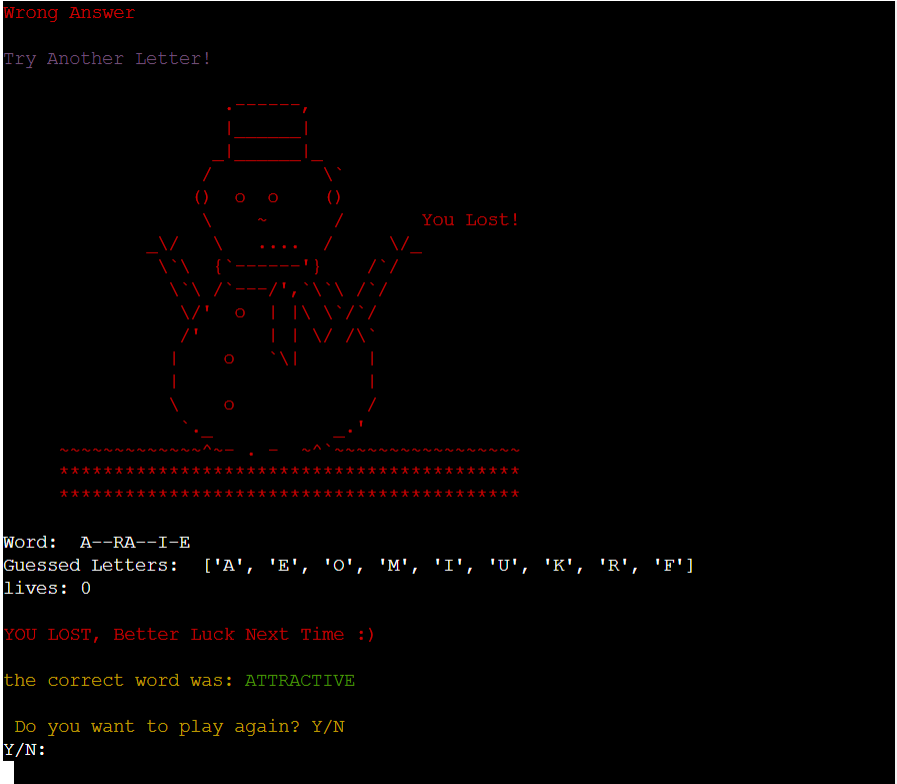 Wrong Answer
Try Another Letter!
You Lost!
Word:  A--RA--I-E
Guessed Letters:  ['A', 'E', 'O', 'M', 'I', 'U', 'K', 'R', 'F']
lives: 0
YOU LOST, Better Luck Next Time :)
the correct word was: ATTRACTIVE
Do you want to play again? Y/N
Y/N: